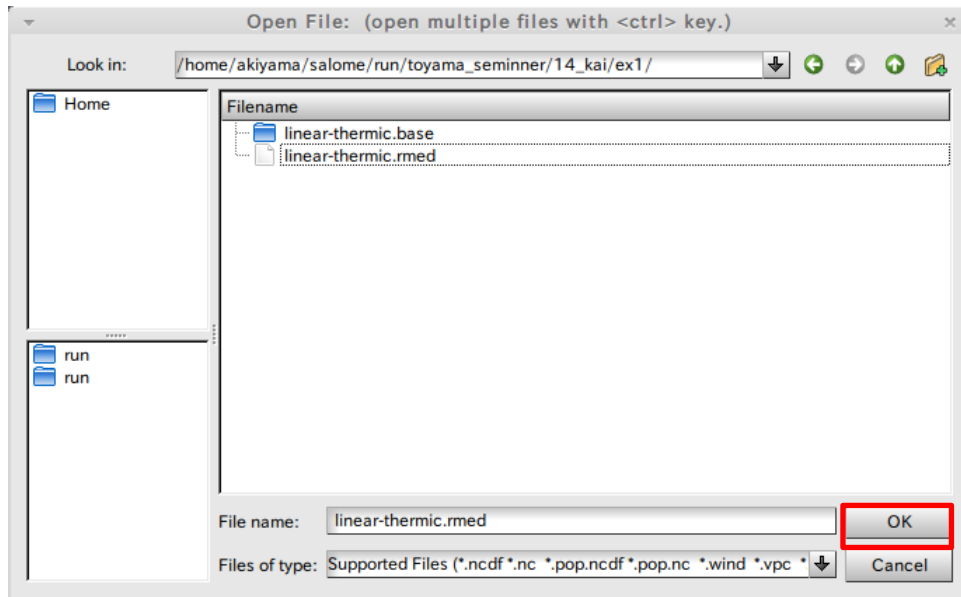 Open File: (open multiple files with <ctrl> key.)
Look in: /home/akiyama/salome/run/toyama_seminner/14_kai/ex1/
Home
Filename
linear-thermic.base
linear-thermic.rmed
run
run
File name: linear-thermic.rmed OK
Files of type: Supported Files (*.ncdf *.nc *.pop.ncdf *.pop.nc *.wind *.vpc * Cancel